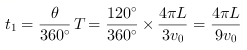 t₁ = θ/360° T = 120°/360° × 4πL/3v₀ = 4πL/9v₀